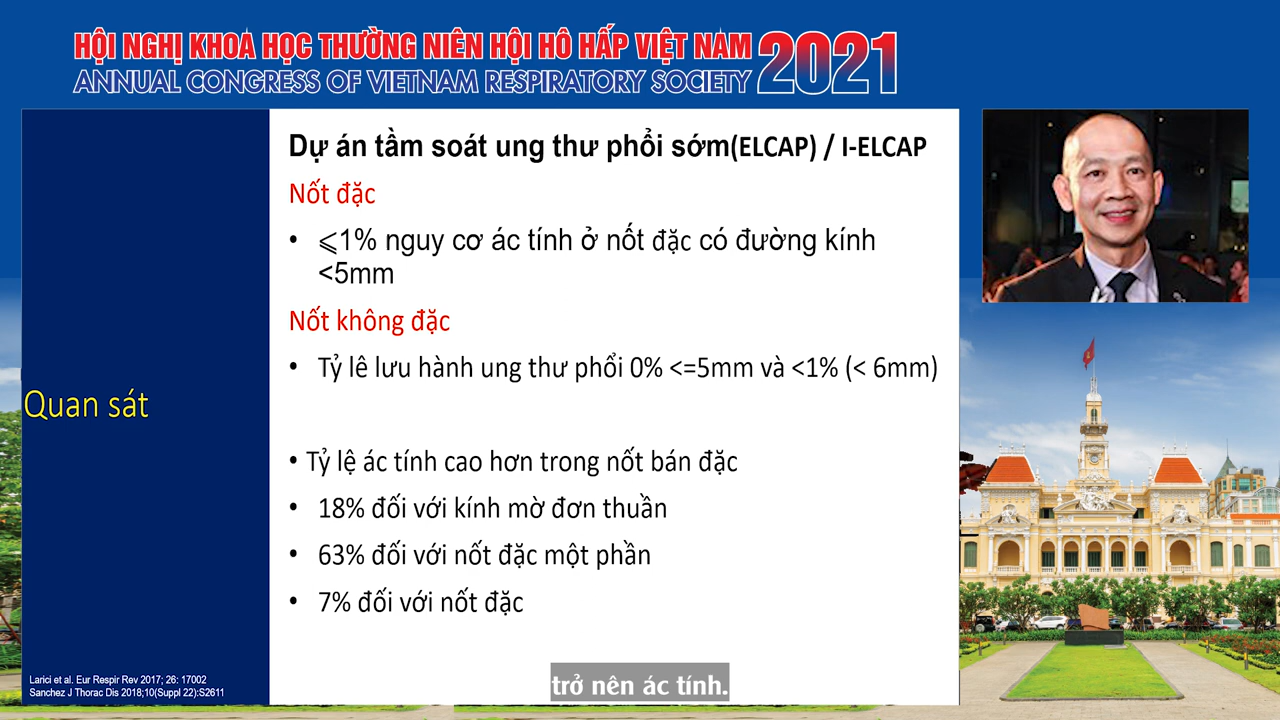 HỘI NGHỊ KHOA HỌC THƯỜNG NIÊN HỘI HÔ HẤP VIỆT NAM 2021
ANNUAL CONGRESS OF VIETNAM RESPIRATORY SOCIETY
Dự án tầm soát ung thư phổi sớm(ELCAP) / I-ELCAP
Nốt đặc
• ⩽1% nguy cơ ác tính ở nốt đặc có đường kính
<5mm
Nốt không đặc
• Tỷ lê lưu hành ung thư phổi 0% <=5mm và <1% (< 6mm)
Quan sát
• Tỷ lệ ác tính cao hơn trong nốt bán đặc
• 18% đối với kính mờ đơn thuần
• 63% đối với nốt đặc một phần
• 7% đối với nốt đặc
Larici et al. Eur Respir Rev 2017; 26: 17002
Sanchez J Thorac Dis 2018;10(Suppl 22):S2611
trở nên ác tính.